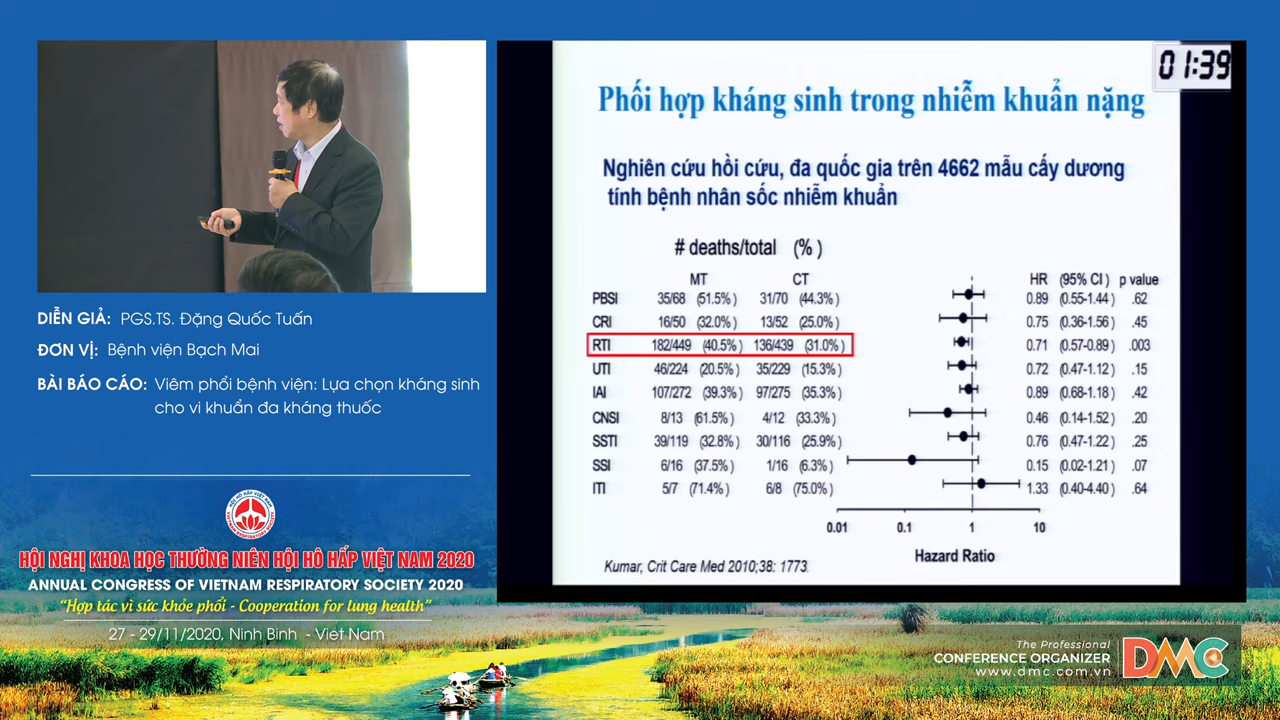 01:39
Phối hợp kháng sinh trong nhiễm khuẩn nặng
Nghiên cứu hồi cứu, đa quốc gia trên 4662 mẫu cấy dương
tính bệnh nhân sốc nhiễm khuẩn
# deaths/total (%)
MT CT HR (95% CI) p value
PBSI 35/68 (51.5%) 31/70 (44.3%) 0.89 (0.55-1.44) .62
CRI 16/50 (32.0%) 13/52 (25.0%) 0.75 (0.36-1.56) .45
RTI 182/449 (40.5%) 136/439 (31.0%) 0.71 (0.57-0.89) .003
UTI 46/224 (20.5%) 35/229 (15.3%) 0.72 (0.47-1.12) .15
IAI 107/272 (39.3%) 97/275 (35.3%) 0.89 (0.68-1.18) .42
CNSI 8/13 (61.5%) 4/12 (33.3%) 0.46 (0.14-1.52) .20
SSTI 39/119 (32.8%) 30/116 (25.9%) 0.76 (0.47-1.22) .25
SSI 6/16 (37.5%) 1/16 (6.3%) 0.15 (0.02-1.21) .07
ITI 5/7 (71.4%) 6/8 (75.0%) 1.33 (0.40-4.40) .64
0.01 0.1 1 10
Hazard Ratio
Kumar, Crit Care Med 2010;38: 1773.
DIỄN GIẢ: PGS.TS. Đặng Quốc Tuấn
ĐƠN VỊ: Bệnh viện Bạch Mai
BÀI BÁO CÁO: Viêm phổi bệnh viện: Lựa chọn kháng sinh
cho vi khuẩn đa kháng thuốc
HỘI HÔ HẤP VIỆT NAM
VIETNAM RESPIRATORY SOCIETY
HỘI NGHỊ KHOA HỌC THƯỜNG NIÊN HỘI HÔ HẤP VIỆT NAM 2020
ANNUAL CONGRESS OF VIETNAM RESPIRATORY SOCIETY 2020
“Hợp tác vì sức khỏe phổi - Cooperation for lung health”
27 - 29/11/2020, Ninh Bình - Việt Nam
The Professional
CONFERENCE ORGANIZER
www.dmc.com.vn
DMC